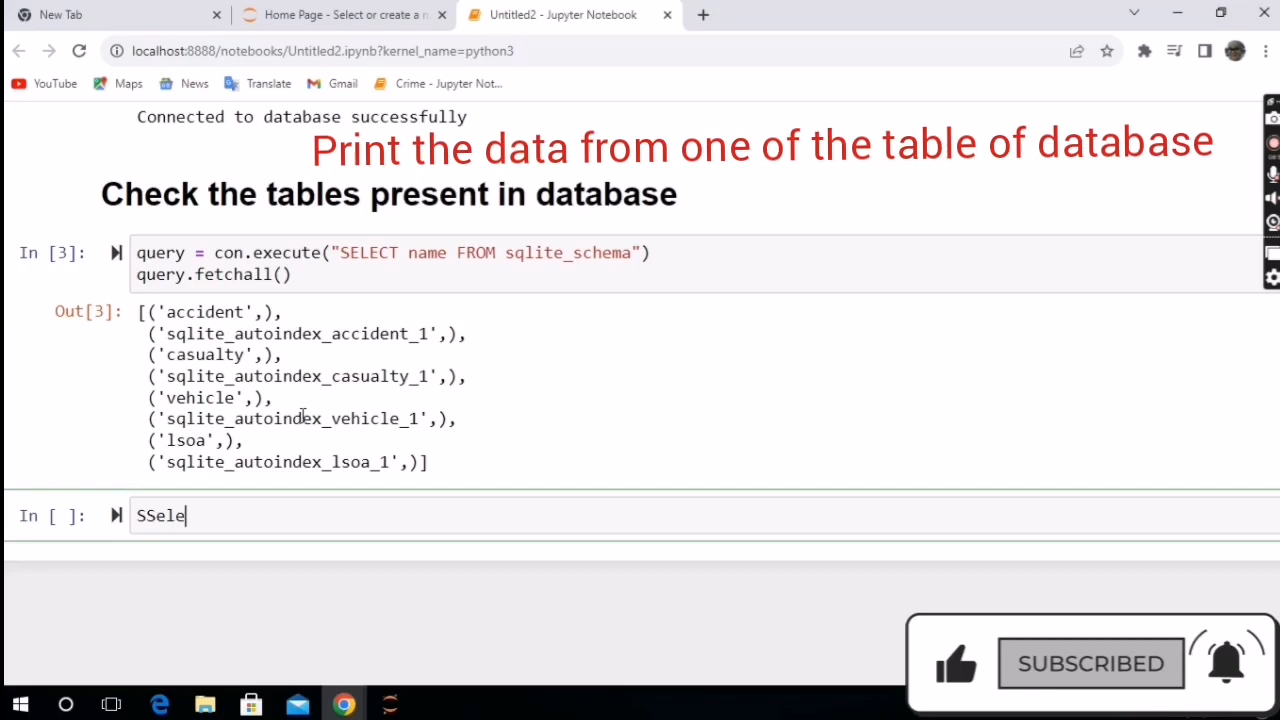 New Tab
Home Page - Select or create a n
Untitled2 - Jupyter Notebook
localhost:8888/notebooks/Untitled2.ipynb?kernel_name=python3
YouTube Maps News Translate Gmail Crime - Jupyter Not...
Connected to database successfully
Print the data from one of the table of database
Check the tables present in database
In [3]: query = con.execute("SELECT name FROM sqlite_schema")
query.fetchall()
Out[3]: [('accident',),
('sqlite_autoindex_accident_1',),
('casualty',),
('sqlite_autoindex_casualty_1',),
('vehicle',),
('sqlite_autoindex_vehicle_1',),
('lsoa',),
('sqlite_autoindex_lsoa_1',)]
In [ ]: SSele
SUBSCRIBED